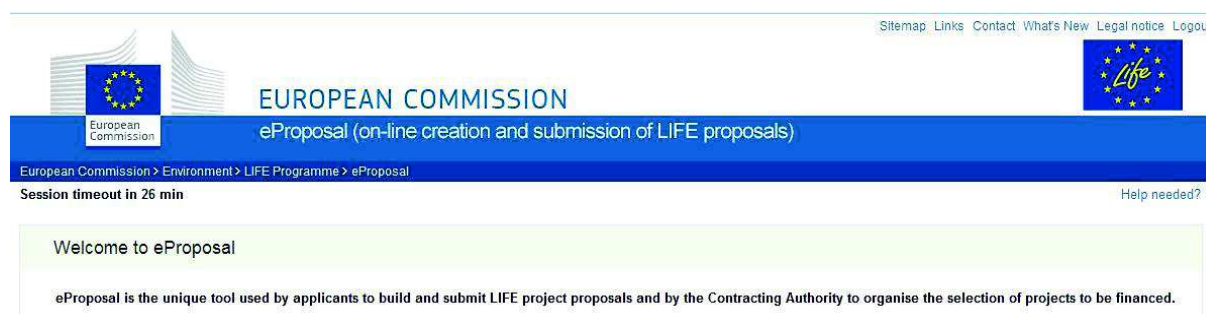 Sitemap Links Contact What's New Legal notice Logou
Life
EUROPEAN COMMISSION
European
Commission
eProposal (on-line creation and submission of LIFE proposals)
European Commission > Environment > LIFE Programme > eProposal
Session timeout in 26 min
Help needed?
Welcome to eProposal
eProposal is the unique tool used by applicants to build and submit LIFE project proposals and by the Contracting Authority to organise the selection of projects to be financed.